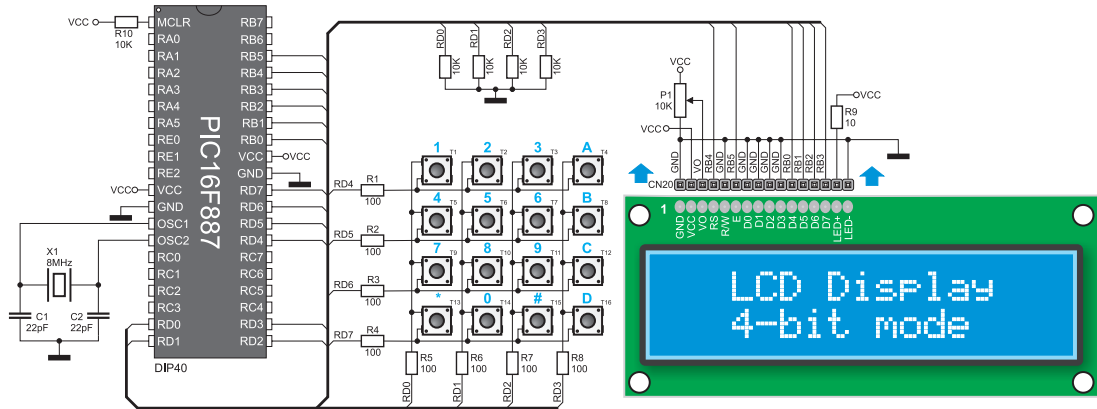 VCC
R10
10K
PIC16F887
MCLR
RA0
RA1
RA2
RA3
RA4
RA5
RE0
RE1
RE2
VCC
GND
OSC1
OSC2
RC0
RC1
RC2
RC3
RD0
RD1
RB7
RB6
RB5
RB4
RB3
RB2
RB1
RB0
VCC
GND
RD7
RD6
RD5
RD4
RC7
RC6
RC5
RC4
RD3
RD2
DIP40
VCC
VCC
X1
8MHz
C1
22pF
C2
22pF
RD0
RD1
RD2
RD3
10K
10K
10K
10K
RD4
R1
100
RD5
R2
100
RD6
R3
100
RD7
R4
100
1 T1
2 T2
3 T3
A T4
4 T5
5 T6
6 T7
B T8
7 T9
8 T10
9 T11
C T12
* T13
0 T14
# T15
D T16
R5
100
R6
100
R7
100
R8
100
RD0
RD1
RD2
RD3
VCC
P1
10K
VCC
VCC
R9
10
GND
VO
RB4
GND
RB5
GND
GND
GND
GND
RB0
RB1
RB2
RB3
CN20
1
GND
VCC
VO
RS
R/W
E
D0
D1
D2
D3
D4
D5
D6
D7
LED+
LED-
LCD Display
4-bit mode